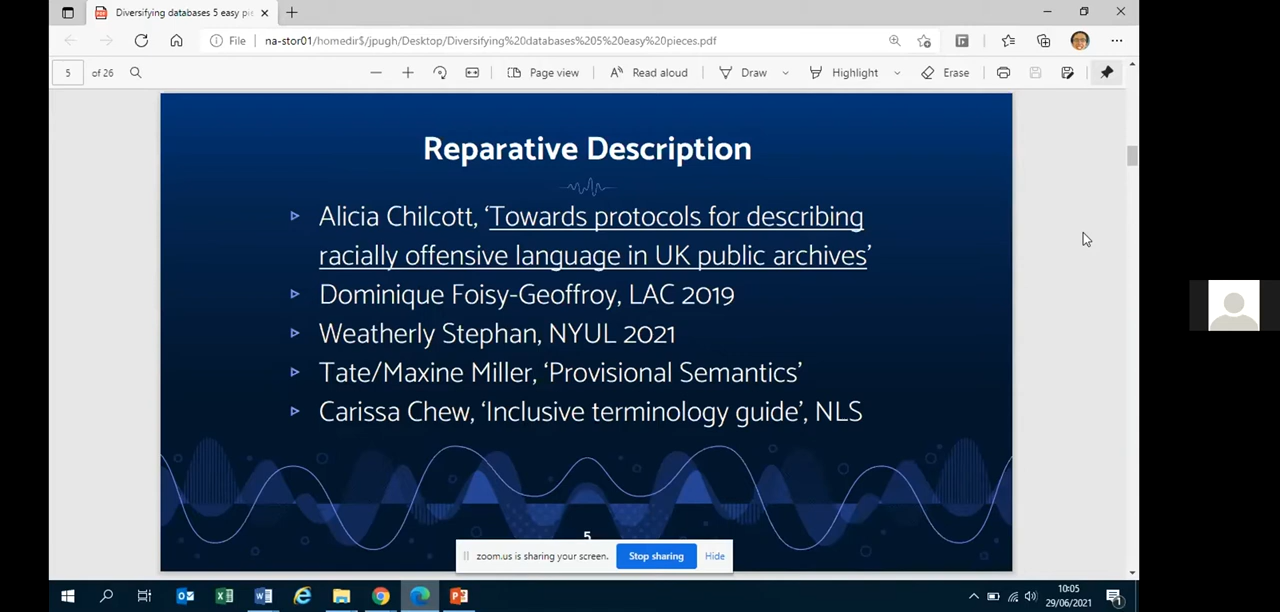 Diversifying databases 5 easy pie
File
na-stor01/homedir$/jpugh/Desktop/Diversifying%20databases%205%20easy%20pieces.pdf
5 of 26
Page view
Read aloud
Draw
Highlight
Erase
Reparative Description
Alicia Chilcott, ‘Towards protocols for describing
racially offensive language in UK public archives’
Dominique Foisy-Geoffroy, LAC 2019
Weatherly Stephan, NYUL 2021
Tate/Maxine Miller, ‘Provisional Semantics’
Carissa Chew, ‘Inclusive terminology guide’, NLS
5
zoom.us is sharing your screen.
Stop sharing
Hide
10:05
29/06/2021
1